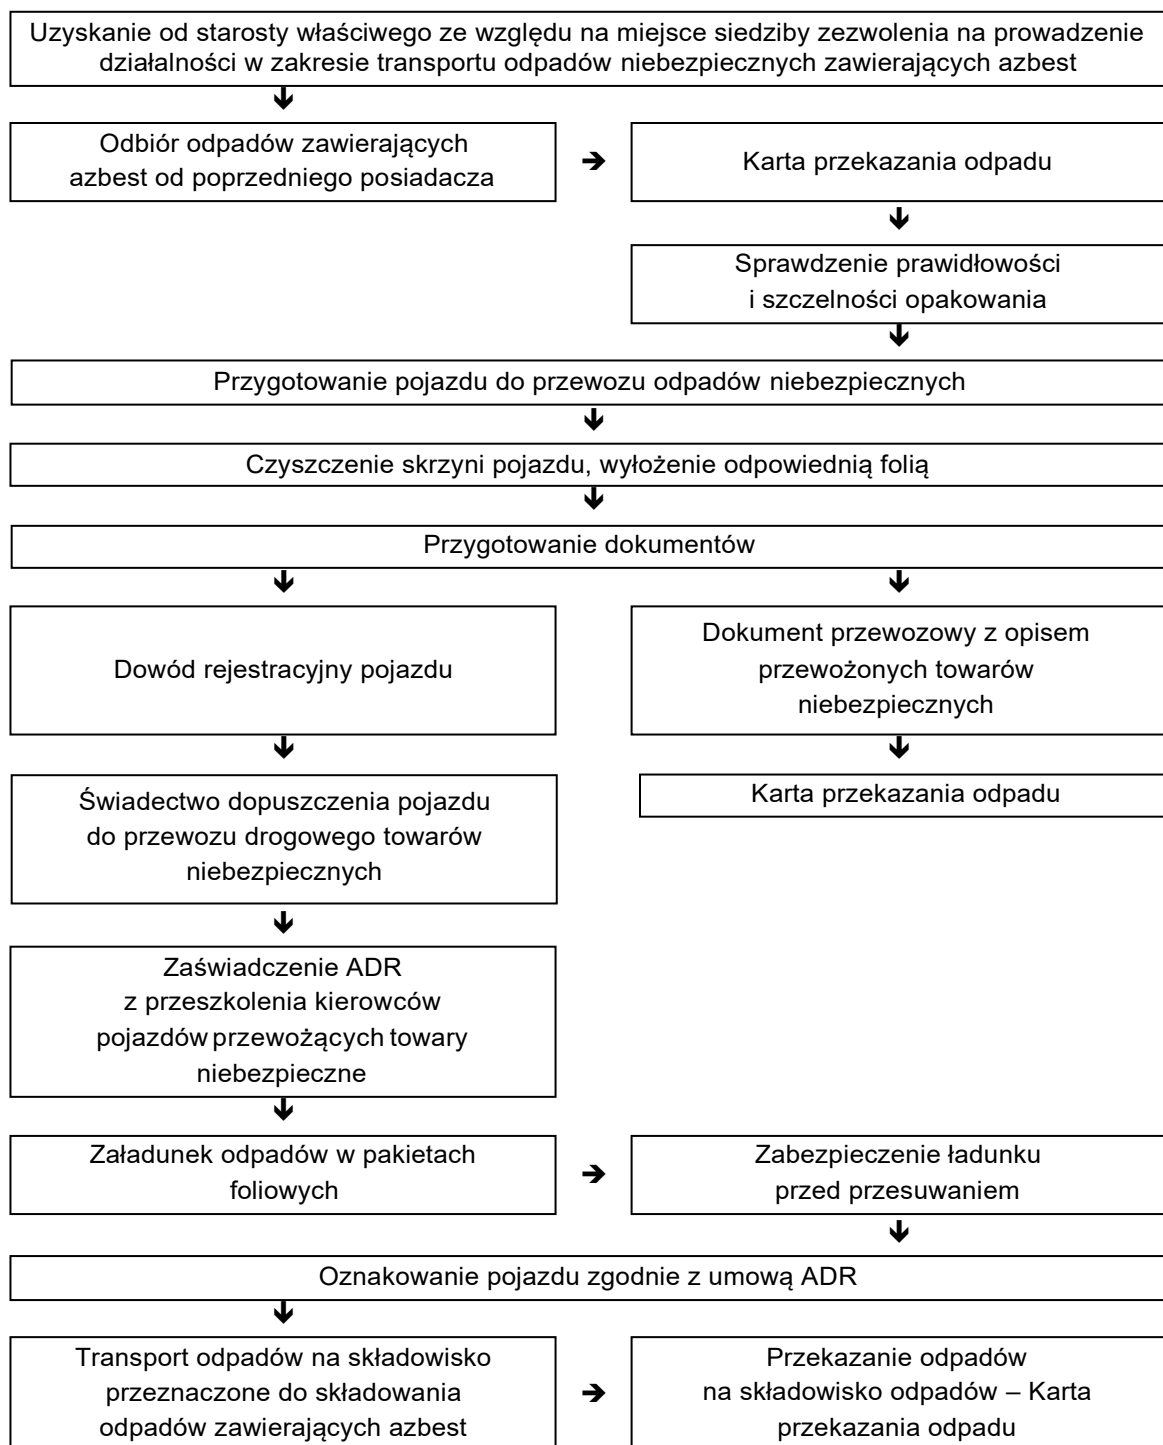 Uzyskanie od starosty właściwego ze względu na miejsce siedziby zezwolenia na prowadzenie
działalności w zakresie transportu odpadów niebezpiecznych zawierających azbest
Odbiór odpadów zawierających
azbest od poprzedniego posiadacza
Karta przekazania odpadu
Sprawdzenie prawidłowości
i szczelności opakowania
Przygotowanie pojazdu do przewozu odpadów niebezpiecznych
Czyszczenie skrzyni pojazdu, wyłożenie odpowiednią folią
Przygotowanie dokumentów
Dowód rejestracyjny pojazdu
Dokument przewozowy z opisem
przewożonych towarów
niebezpiecznych
Świadectwo dopuszczenia pojazdu
do przewozu drogowego towarów
niebezpiecznych
Karta przekazania odpadu
Zaświadczenie ADR
z przeszkolenia kierowców
pojazdów przewożących towary
niebezpieczne
Załadunek odpadów w pakietach
foliowych
Zabezpieczenie ładunku
przed przesuwaniem
Oznakowanie pojazdu zgodnie z umową ADR
Transport odpadów na składowisko
przeznaczone do składowania
odpadów zawierających azbest
Przekazanie odpadów
na składowisko odpadów – Karta
przekazania odpadu